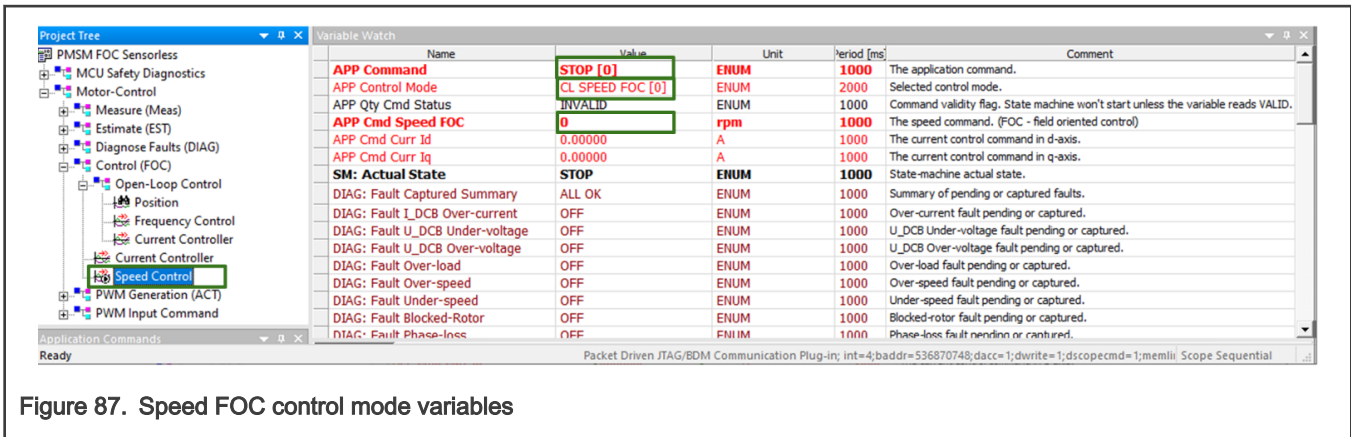 Project Tree
PMSM FOC Sensorless
MCU Safety Diagnostics
Motor-Control
Measure (Meas)
Estimate (EST)
Diagnose Faults (DIAG)
Control (FOC)
Open-Loop Control
Position
Frequency Control
Current Controller
Current Controller
Speed Control
PWM Generation (ACT)
PWM Input Command
Application Commands
Variable Watch
Name Value Unit Period [ms] Comment
APP Command STOP [0] ENUM 1000 The application command.
APP Control Mode CL SPEED FOC [0] ENUM 2000 Selected control mode.
APP Qty Cmd Status INVALID ENUM 1000 Command validity flag. State machine won't start unless the variable reads VALID.
APP Cmd Speed FOC 0 rpm 1000 The speed command. (FOC - field oriented control)
APP Cmd Curr Id 0.00000 A 1000 The current control command in d-axis.
APP Cmd Curr Iq 0.00000 A 1000 The current control command in q-axis.
SM: Actual State STOP ENUM 1000 State-machine actual state.
DIAG: Fault Captured Summary ALL OK ENUM 1000 Summary of pending or captured faults.
DIAG: Fault I_DCB Over-current OFF ENUM 1000 Over-current fault pending or captured.
DIAG: Fault U_DCB Under-voltage OFF ENUM 1000 U_DCB Under-voltage fault pending or captured.
DIAG: Fault U_DCB Over-voltage OFF ENUM 1000 U_DCB Over-voltage fault pending or captured.
DIAG: Fault Over-load OFF ENUM 1000 Over-load fault pending or captured.
DIAG: Fault Over-speed OFF ENUM 1000 Over-speed fault pending or captured.
DIAG: Fault Under-speed OFF ENUM 1000 Under-speed fault pending or captured.
DIAG: Fault Blocked-Rotor OFF ENUM 1000 Blocked-rotor fault pending or captured.
DIAG: Fault Phase-loss OFF ENUM 1000 Phase-loss fault pending or captured.
Ready Packet Driven JTAG/BDM Communication Plug-in; int=4;baddr=536870748;dacc=1;dwrite=1;dscopecmd=1;memlii Scope Sequential
Figure 87. Speed FOC control mode variables